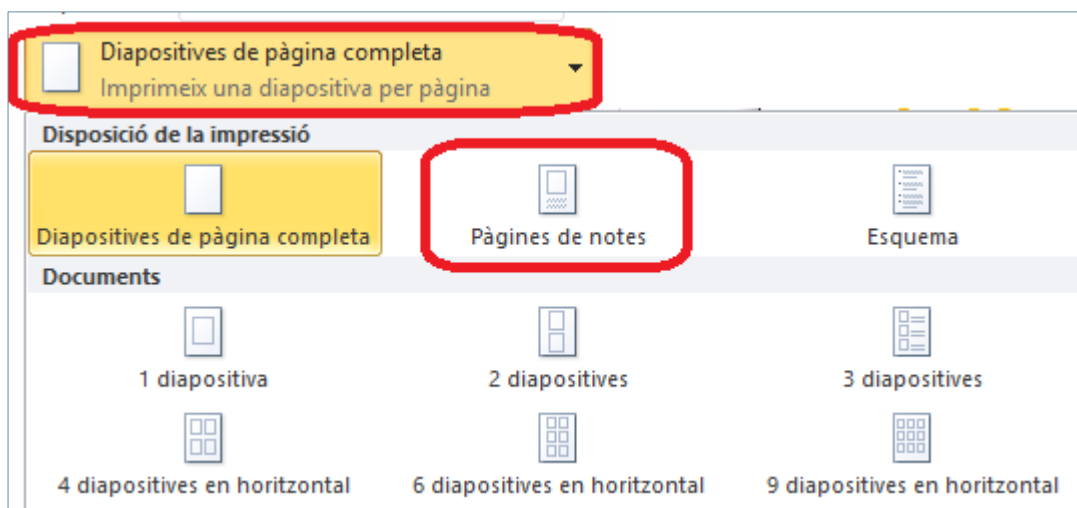 Diapositives de pàgina completa
Imprimeix una diapositiva per pàgina
Disposició de la impressió
Diapositives de pàgina completa
Pàgines de notes
Esquema
Documents
1 diapositiva
2 diapositives
3 diapositives
4 diapositives en horitzontal
6 diapositives en horitzontal
9 diapositives en horitzontal